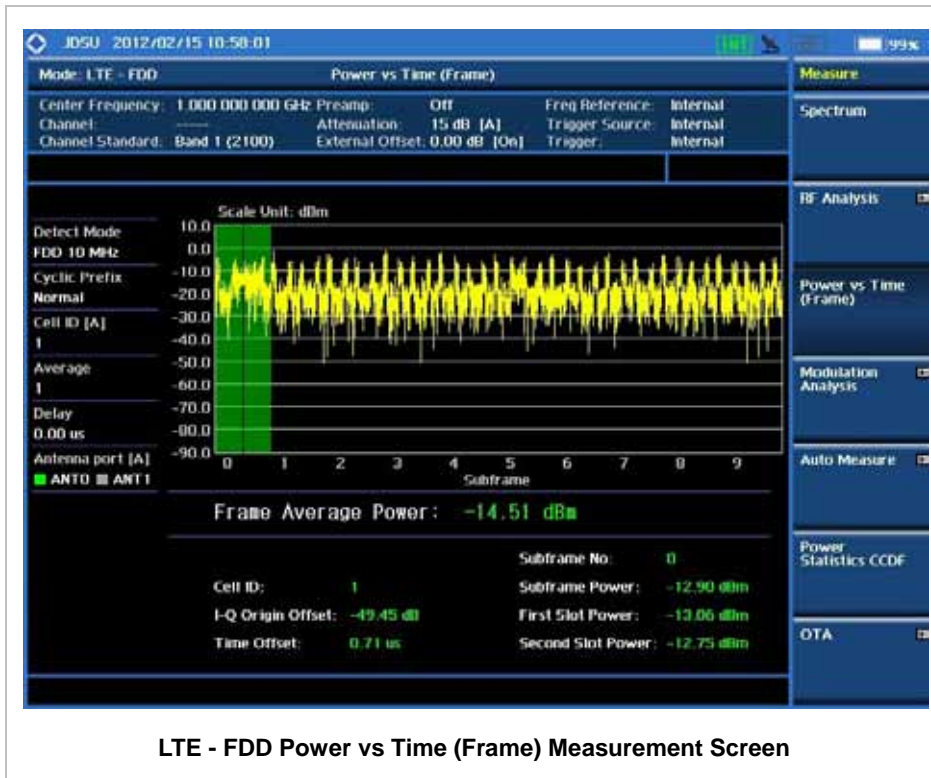 JDSU 2012/02/15 10:58:01
99%
Mode: LTE - FDD
Power vs Time (Frame)
Measure
Center Frequency: 1.000 000 000 GHz Preamp: Off Freq Reference: Internal
Channel: ----- Attenuation: 15 dB [A] Trigger Source: Internal
Channel Standard: Band 1 (2100) External Offset: 0.00 dB [On] Trigger: Internal
Spectrum
RF Analysis
Power vs Time
(Frame)
Modulation
Analysis
Auto Measure
Power
Statistics CCDF
OTA
Detect Mode
FDD 10 MHz
Cyclic Prefix
Normal
Cell ID [A]
1
Average
1
Delay
0.00 us
Antenna port [A]
ANT0 ANT1
Scale Unit: dBm
10.0
0.0
-10.0
-20.0
-30.0
-40.0
-50.0
-60.0
-70.0
-80.0
-90.0
0 1 2 3 4 5 6 7 8 9
Subframe
Frame Average Power: -14.51 dBm
Subframe No: 0
Cell ID: 1 Subframe Power: -12.90 dBm
I-Q Origin Offset: -49.45 dB First Slot Power: -13.06 dBm
Time Offset: 0.71 us Second Slot Power: -12.75 dBm
LTE - FDD Power vs Time (Frame) Measurement Screen